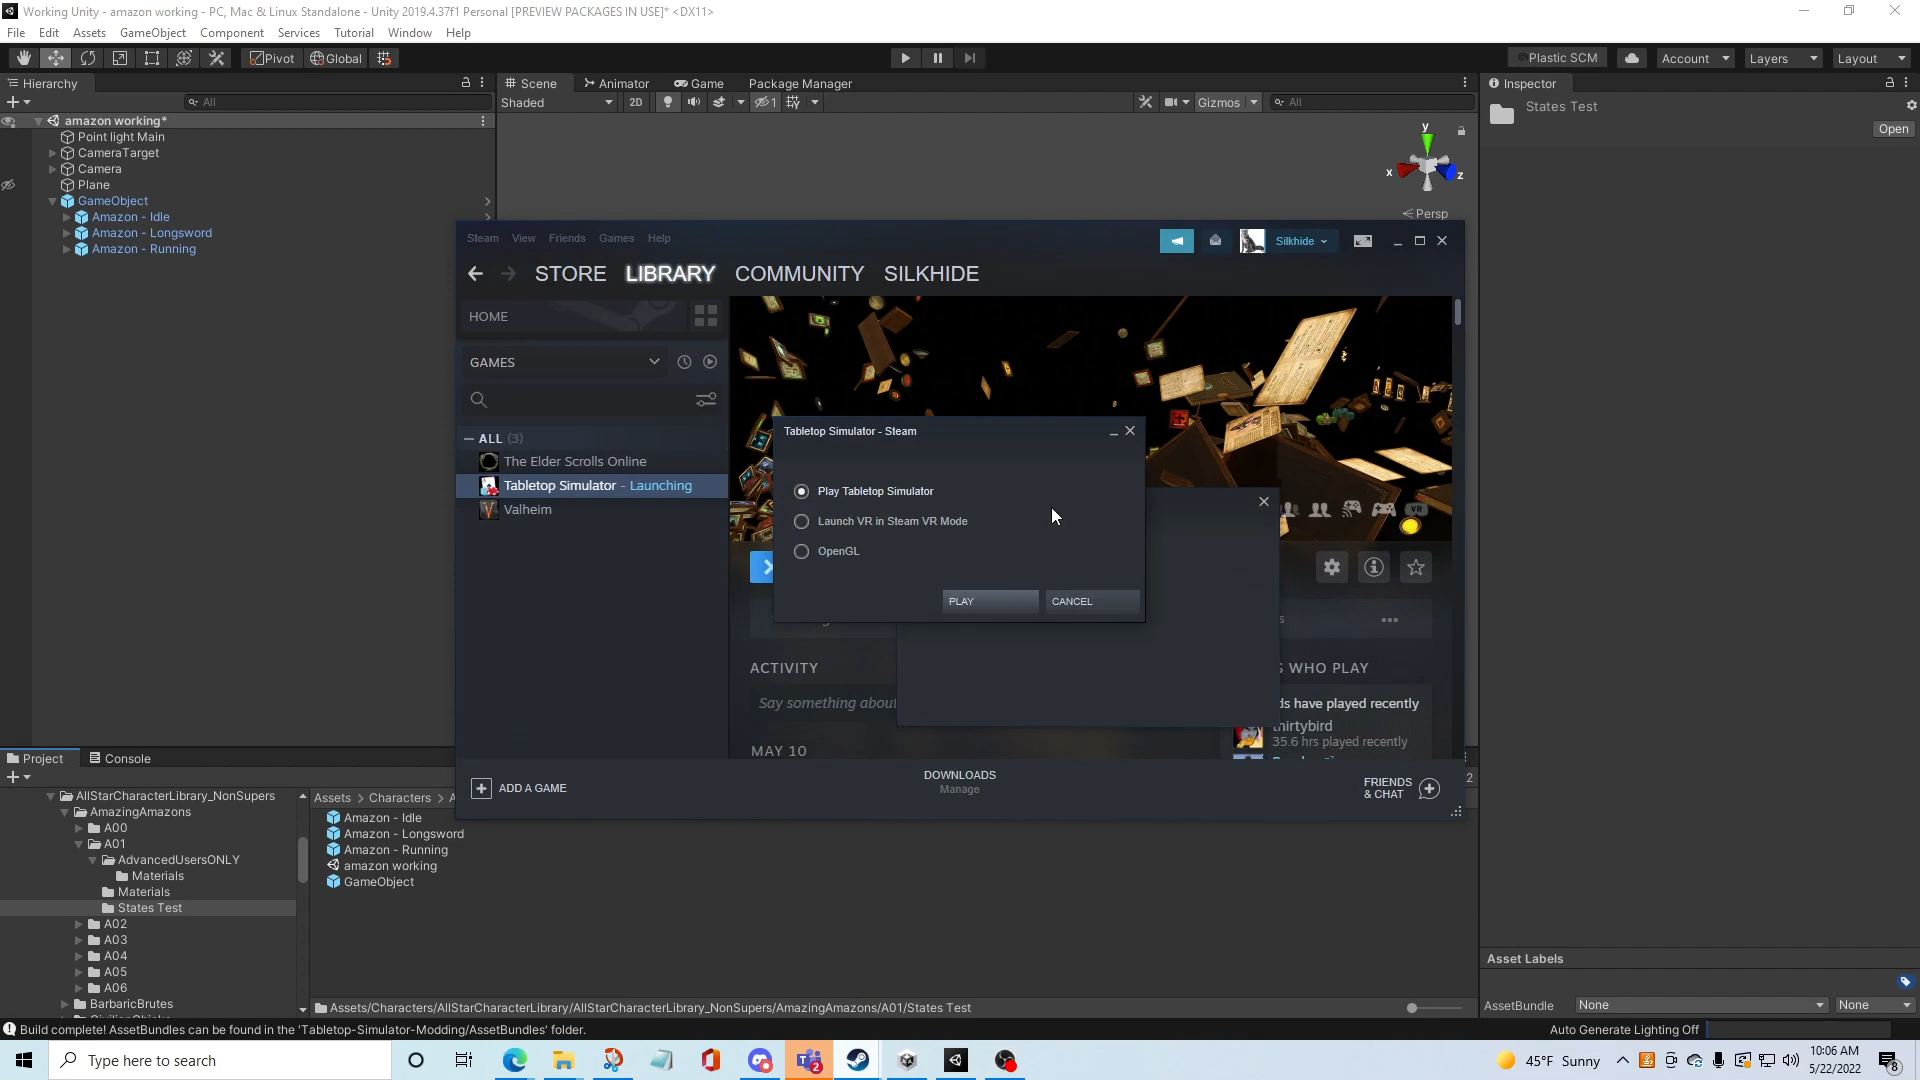 Working Unity - amazon working - PC, Mac & Linux Standalone - Unity 2019.4.37f1 Personal [PREVIEW PACKAGES IN USE]* <DX11>
File Edit Assets GameObject Component Services Tutorial Window Help
Pivot Global Plastic SCM Account Layers Layout
Hierarchy
All
amazon working*
Point light Main
CameraTarget
Camera
Plane
GameObject
Amazon - Idle
Amazon - Longsword
Amazon - Running
Scene Animator Game Package Manager
Shaded 2D 1 Gizmos All
y
x z
Persp
Inspector
States Test
Open
Steam View Friends Games Help
Silkhide
STORE LIBRARY COMMUNITY SILKHIDE
HOME
GAMES
ALL (3)
The Elder Scrolls Online
Tabletop Simulator - Launching
Valheim
Tabletop Simulator - Steam
Play Tabletop Simulator
Launch VR in Steam VR Mode
OpenGL
PLAY CANCEL
VR
ACTIVITY
Say something about
MAY 10
S WHO PLAY
ds have played recently
thirtybird
35.6 hrs played recently
ADD A GAME
DOWNLOADS
Manage
FRIENDS
& CHAT
Project Console
AllStarCharacterLibrary_NonSupers
AmazingAmazons
A00
A01
AdvancedUsersONLY
Materials
Materials
States Test
A02
A03
A04
A05
A06
BarbaricBrutes
Assets > Characters > A
Amazon - Idle
Amazon - Longsword
Amazon - Running
amazon working
GameObject
Assets/Characters/AllStarCharacterLibrary/AllStarCharacterLibrary_NonSupers/AmazingAmazons/A01/States Test
Asset Labels
AssetBundle None None
Build complete! AssetBundles can be found in the 'Tabletop-Simulator-Modding/AssetBundles' folder.
Auto Generate Lighting Off
Type here to search
2
45°F Sunny
10:06 AM
5/22/2022
8